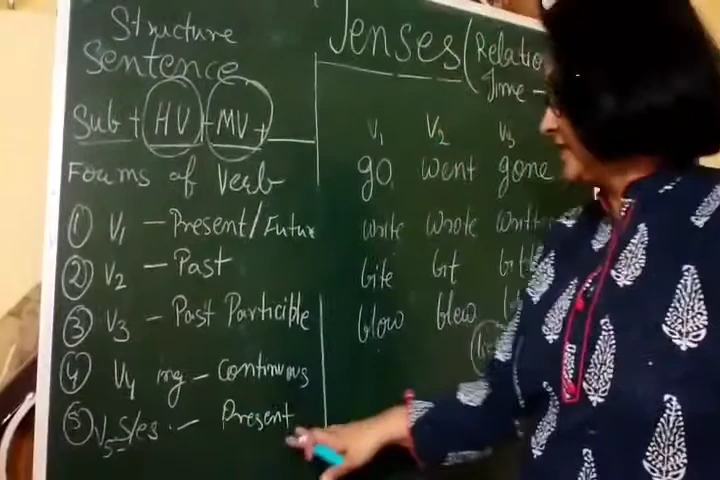 Structure
Sentence
Sub + HV + MV +
Forms of Verb
① V1 - Present/Future
② V2 - Past
③ V3 - Past Participle
④ V4 ing - Continuous
⑤ V5 s/es - Present
Tenses (Relation
Time -
V1 V2 V3
go went gone
write wrote written
bite bit
blow blew